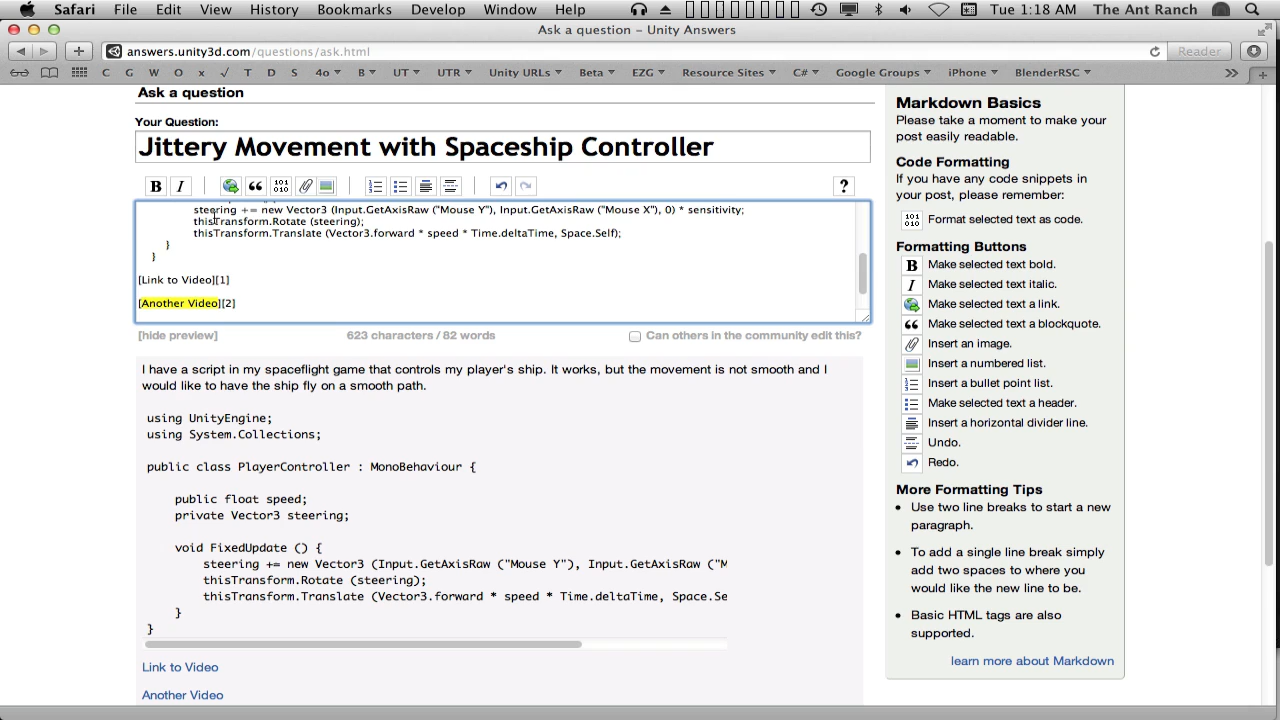 Safari File Edit View History Bookmarks Develop Window Help Tue 1:18 AM The Ant Ranch
Ask a question – Unity Answers
answers.unity3d.com/questions/ask.html Reader
C G W O x √ T D S 4o B UT UTR Unity URLs Beta EZG Resource Sites C# Google Groups iPhone BlenderRSC
Ask a question
Your Question:
Jittery Movement with Spaceship Controller
B I 101 010 ?
steering += new Vector3 (Input.GetAxisRaw ("Mouse Y"), Input.GetAxisRaw ("Mouse X"), 0) * sensitivity;
thisTransform.Rotate (steering);
thisTransform.Translate (Vector3.forward * speed * Time.deltaTime, Space.Self);
}
}
[Link to Video][1]
[Another Video][2]
[hide preview] 623 characters / 82 words Can others in the community edit this?
I have a script in my spaceflight game that controls my player's ship. It works, but the movement is not smooth and I
would like to have the ship fly on a smooth path.
using UnityEngine;
using System.Collections;
public class PlayerController : MonoBehaviour {
public float speed;
private Vector3 steering;
void FixedUpdate () {
steering += new Vector3 (Input.GetAxisRaw ("Mouse Y"), Input.GetAxisRaw ("M
thisTransform.Rotate (steering);
thisTransform.Translate (Vector3.forward * speed * Time.deltaTime, Space.Se
}
}
Link to Video
Another Video
Markdown Basics
Please take a moment to make your
post easily readable.
Code Formatting
If you have any code snippets in
your post, please remember:
101 010 Format selected text as code.
Formatting Buttons
B Make selected text bold.
I Make selected text italic.
Make selected text a link.
Make selected text a blockquote.
Insert an image.
Insert a numbered list.
Insert a bullet point list.
Make selected text a header.
Insert a horizontal divider line.
Undo.
Redo.
More Formatting Tips
• Use two line breaks to start a new
paragraph.
• To add a single line break simply
add two spaces to where you
would like the new line to be.
• Basic HTML tags are also
supported.
learn more about Markdown